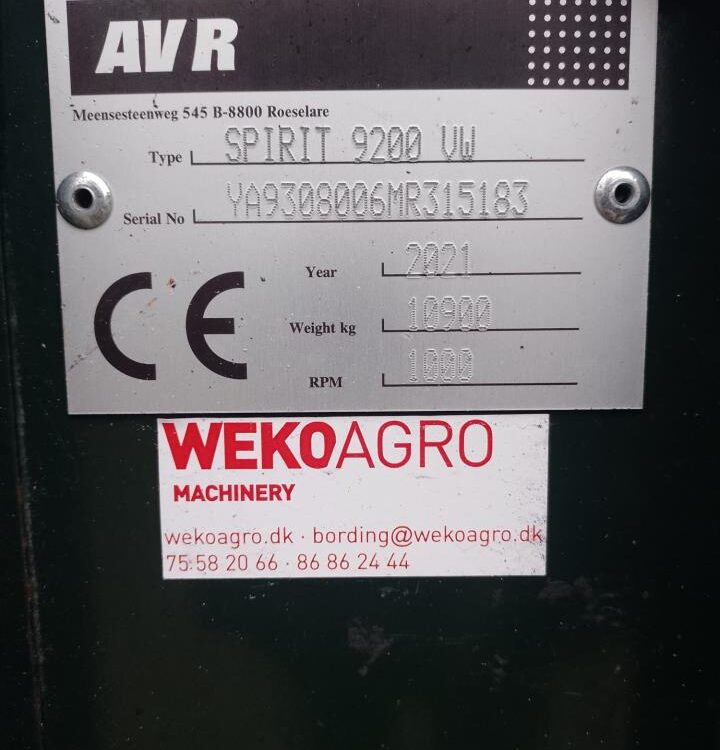 AVR
Meensesteenweg 545 B-8800 Roeselare
Type SPIRIT 9200 VW
Serial No YA9308006MR315183
Year 2021
Weight kg 10900
RPM 1000
CE
WEKOAGRO
MACHINERY
wekoagro.dk · bording@wekoagro.dk
75 58 20 66 · 86 86 24 44